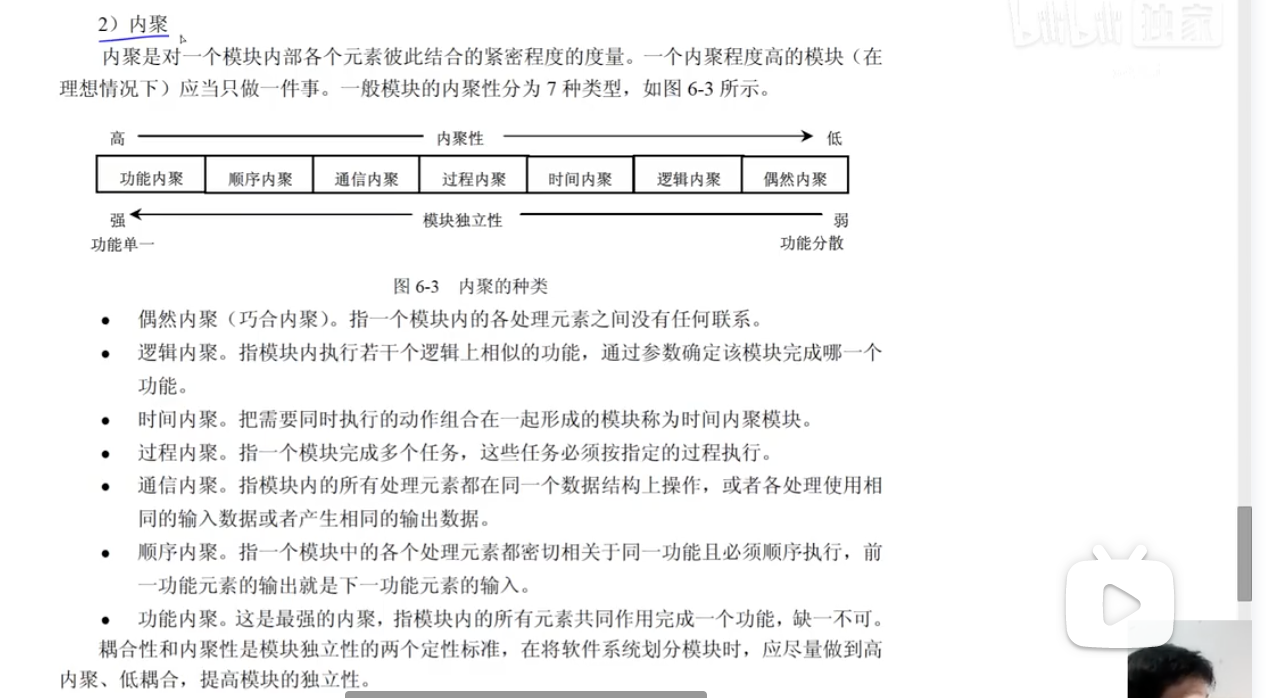 2）内聚
bilibili 独家
内聚是对一个模块内部各个元素彼此结合的紧密程度的度量。一个内聚程度高的模块（在
理想情况下）应当只做一件事。一般模块的内聚性分为 7 种类型，如图 6-3 所示。
高 内聚性 低
功能内聚 顺序内聚 通信内聚 过程内聚 时间内聚 逻辑内聚 偶然内聚
强 模块独立性 弱
功能单一 功能分散
图 6-3 内聚的种类
● 偶然内聚（巧合内聚）。指一个模块内的各处理元素之间没有任何联系。
● 逻辑内聚。指模块内执行若干个逻辑上相似的功能，通过参数确定该模块完成哪一个
功能。
● 时间内聚。把需要同时执行的动作组合在一起形成的模块称为时间内聚模块。
● 过程内聚。指一个模块完成多个任务，这些任务必须按指定的过程执行。
● 通信内聚。指模块内的所有处理元素都在同一个数据结构上操作，或者各处理使用相
同的输入数据或者产生相同的输出数据。
● 顺序内聚。指一个模块中的各个处理元素都密切相关于同一功能且必须顺序执行，前
一功能元素的输出就是下一功能元素的输入。
● 功能内聚。这是最强的内聚，指模块内的所有元素共同作用完成一个功能，缺一不可。
耦合性和内聚性是模块独立性的两个定性标准，在将软件系统划分模块时，应尽量做到高
内聚、低耦合，提高模块的独立性。